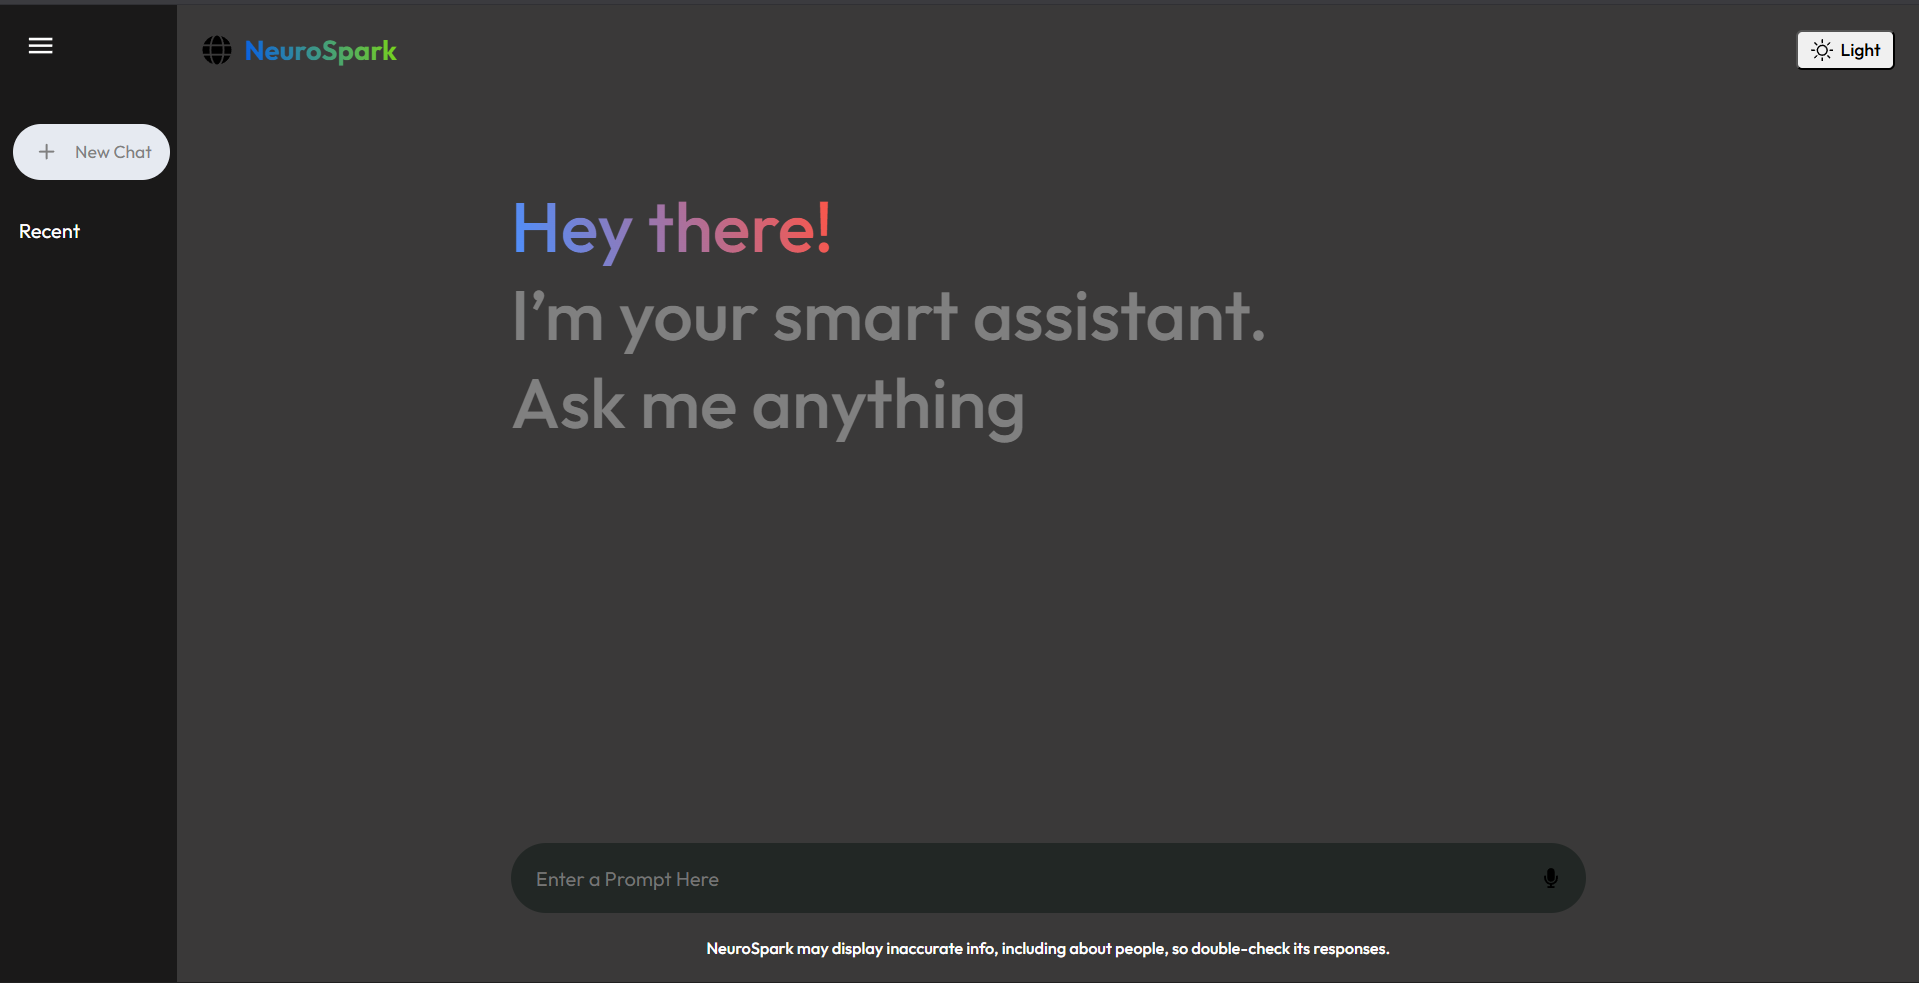 NeuroSpark
Light
New Chat
Recent
Hey there!
I’m your smart assistant.
Ask me anything
Enter a Prompt Here
NeuroSpark may display inaccurate info, including about people, so double-check its responses.